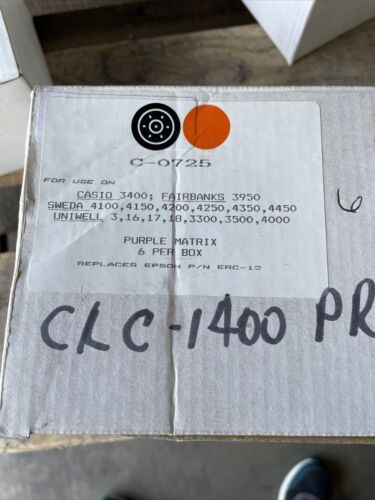 C-0725
FOR USE ON
CASIO 3400; FAIRBANKS 3950
SWEDA 4100,4150,4200,4250,4350,4450
UNIWELL 3,16,17,18,3300,3500,4000
PURPLE MATRIX
6 PER BOX
REPLACES EPSON P/N ERC-12
6
CLC-1400 PR